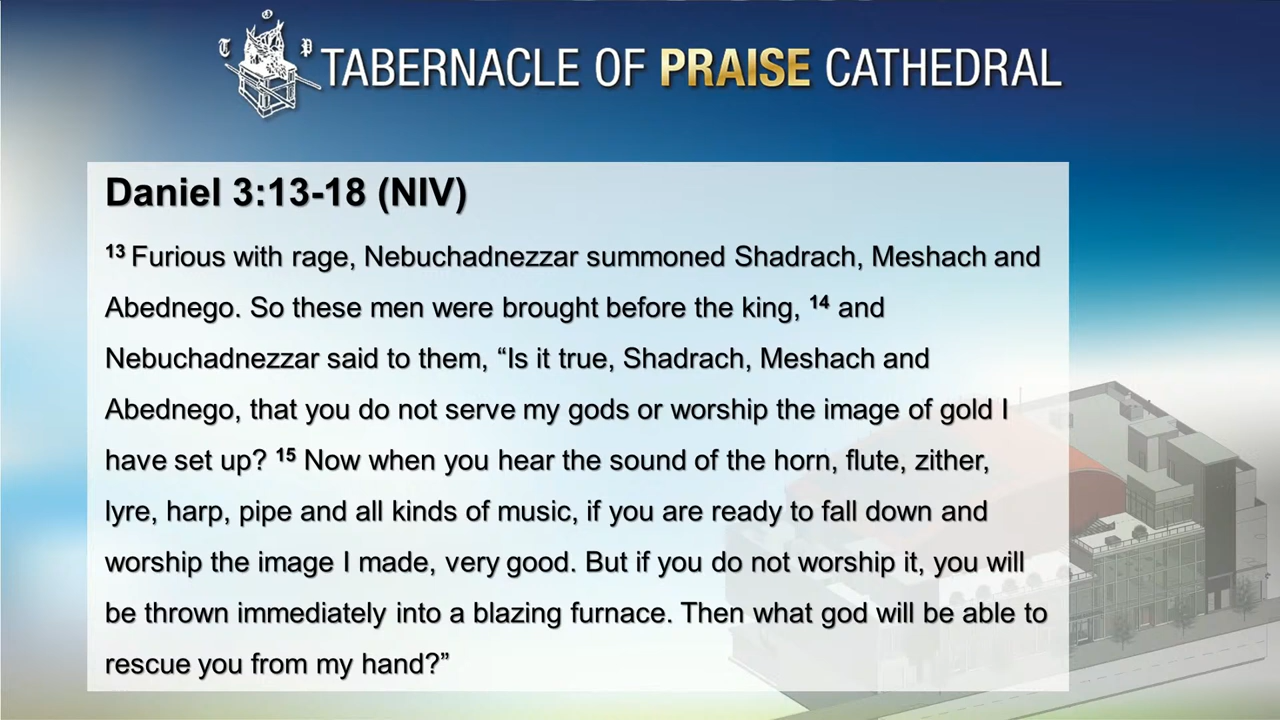 T O P
TABERNACLE OF PRAISE CATHEDRAL
Daniel 3:13-18 (NIV)
13 Furious with rage, Nebuchadnezzar summoned Shadrach, Meshach and
Abednego. So these men were brought before the king, 14 and
Nebuchadnezzar said to them, “Is it true, Shadrach, Meshach and
Abednego, that you do not serve my gods or worship the image of gold I
have set up? 15 Now when you hear the sound of the horn, flute, zither,
lyre, harp, pipe and all kinds of music, if you are ready to fall down and
worship the image I made, very good. But if you do not worship it, you will
be thrown immediately into a blazing furnace. Then what god will be able to
rescue you from my hand?”